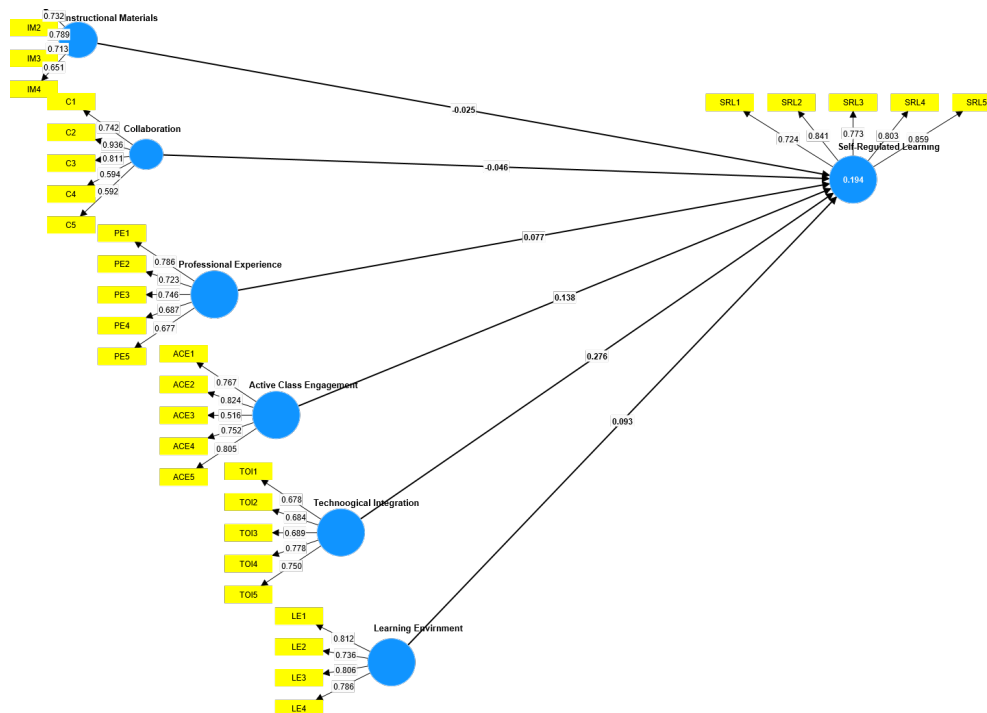 0.732
nstructional Materials
IM2
0.789
0.713
IM3
0.651
IM4
C1
Collaboration
0.742
C2
0.936
C3
0.811
0.594
C4
0.592
C5
PE1
0.786
Professional Experience
PE2
0.723
PE3
0.746
0.687
PE4
0.677
PE5
ACE1
0.767
Active Class Engagement
ACE2
0.824
ACE3
0.516
0.752
ACE4
0.805
ACE5
TOI1
0.678
Technoogical Integration
TOI2
0.684
TOI3
0.689
0.778
TOI4
0.750
TOI5
LE1
Learning Envirnment
0.812
LE2
0.736
0.806
LE3
0.786
LE4
-0.025
-0.046
0.077
0.138
0.276
0.093
SRL1 SRL2 SRL3 SRL4 SRL5
0.724 0.841 0.773 0.803 0.859
Self Regulated Learning
0.194